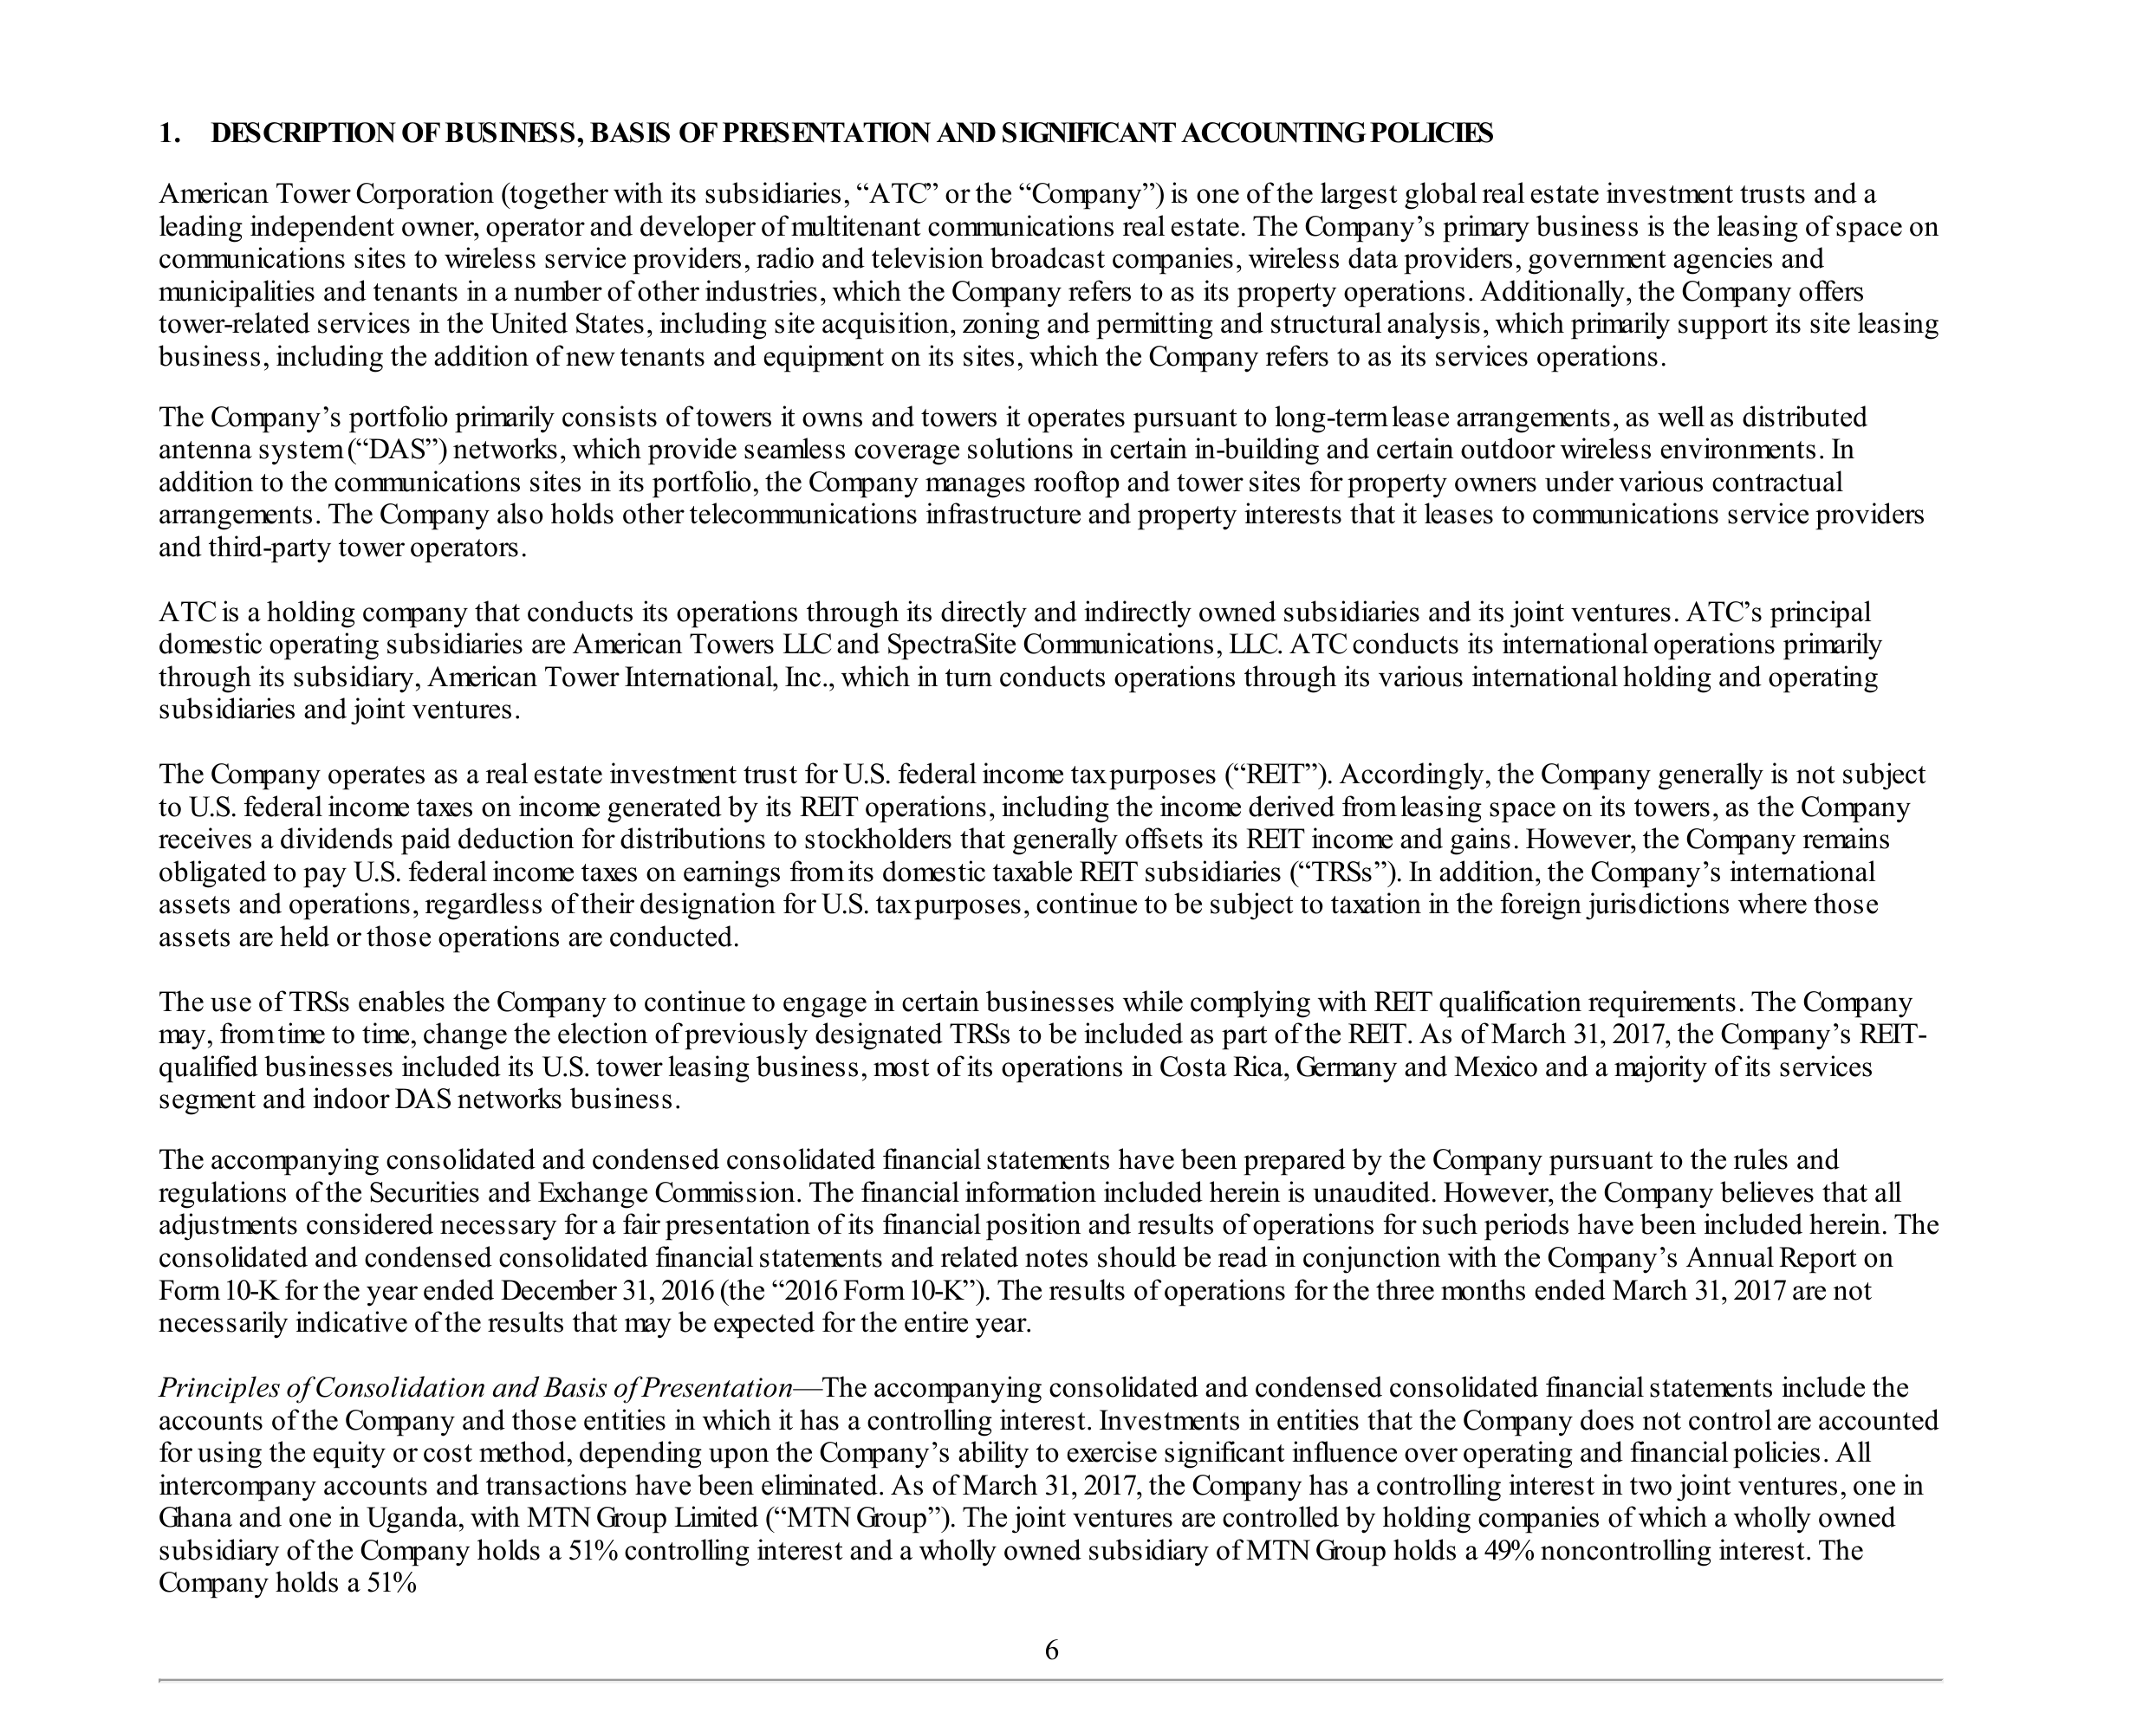 1. DESCRIPTION OF BUSINESS, BASIS OF PRESENTATION AND SIGNIFICANT ACCOUNTING POLICIES
American Tower Corporation (together with its subsidiaries, “ATC” or the “Company”) is one of the largest global real estate investment trusts and a
leading independent owner, operator and developer of multitenant communications real estate. The Company’s primary business is the leasing of space on
communications sites to wireless service providers, radio and television broadcast companies, wireless data providers, government agencies and
municipalities and tenants in a number of other industries, which the Company refers to as its property operations. Additionally, the Company offers
tower-related services in the United States, including site acquisition, zoning and permitting and structural analysis, which primarily support its site leasing
business, including the addition of new tenants and equipment on its sites, which the Company refers to as its services operations.
The Company’s portfolio primarily consists of towers it owns and towers it operates pursuant to long-term lease arrangements, as well as distributed
antenna system (“DAS”) networks, which provide seamless coverage solutions in certain in-building and certain outdoor wireless environments. In
addition to the communications sites in its portfolio, the Company manages rooftop and tower sites for property owners under various contractual
arrangements. The Company also holds other telecommunications infrastructure and property interests that it leases to communications service providers
and third-party tower operators.
ATC is a holding company that conducts its operations through its directly and indirectly owned subsidiaries and its joint ventures. ATC’s principal
domestic operating subsidiaries are American Towers LLC and SpectraSite Communications, LLC. ATC conducts its international operations primarily
through its subsidiary, American Tower International, Inc., which in turn conducts operations through its various international holding and operating
subsidiaries and joint ventures.
The Company operates as a real estate investment trust for U.S. federal income tax purposes (“REIT”). Accordingly, the Company generally is not subject
to U.S. federal income taxes on income generated by its REIT operations, including the income derived from leasing space on its towers, as the Company
receives a dividends paid deduction for distributions to stockholders that generally offsets its REIT income and gains. However, the Company remains
obligated to pay U.S. federal income taxes on earnings from its domestic taxable REIT subsidiaries (“TRSs”). In addition, the Company’s international
assets and operations, regardless of their designation for U.S. tax purposes, continue to be subject to taxation in the foreign jurisdictions where those
assets are held or those operations are conducted.
The use of TRSs enables the Company to continue to engage in certain businesses while complying with REIT qualification requirements. The Company
may, from time to time, change the election of previously designated TRSs to be included as part of the REIT. As of March 31, 2017, the Company’s REIT-
qualified businesses included its U.S. tower leasing business, most of its operations in Costa Rica, Germany and Mexico and a majority of its services
segment and indoor DAS networks business.
The accompanying consolidated and condensed consolidated financial statements have been prepared by the Company pursuant to the rules and
regulations of the Securities and Exchange Commission. The financial information included herein is unaudited. However, the Company believes that all
adjustments considered necessary for a fair presentation of its financial position and results of operations for such periods have been included herein. The
consolidated and condensed consolidated financial statements and related notes should be read in conjunction with the Company’s Annual Report on
Form 10-K for the year ended December 31, 2016 (the “2016 Form 10-K”). The results of operations for the three months ended March 31, 2017 are not
necessarily indicative of the results that may be expected for the entire year.
Principles of Consolidation and Basis of Presentation—The accompanying consolidated and condensed consolidated financial statements include the
accounts of the Company and those entities in which it has a controlling interest. Investments in entities that the Company does not control are accounted
for using the equity or cost method, depending upon the Company’s ability to exercise significant influence over operating and financial policies. All
intercompany accounts and transactions have been eliminated. As of March 31, 2017, the Company has a controlling interest in two joint ventures, one in
Ghana and one in Uganda, with MTN Group Limited (“MTN Group”). The joint ventures are controlled by holding companies of which a wholly owned
subsidiary of the Company holds a 51% controlling interest and a wholly owned subsidiary of MTN Group holds a 49% noncontrolling interest. The
Company holds a 51%
6